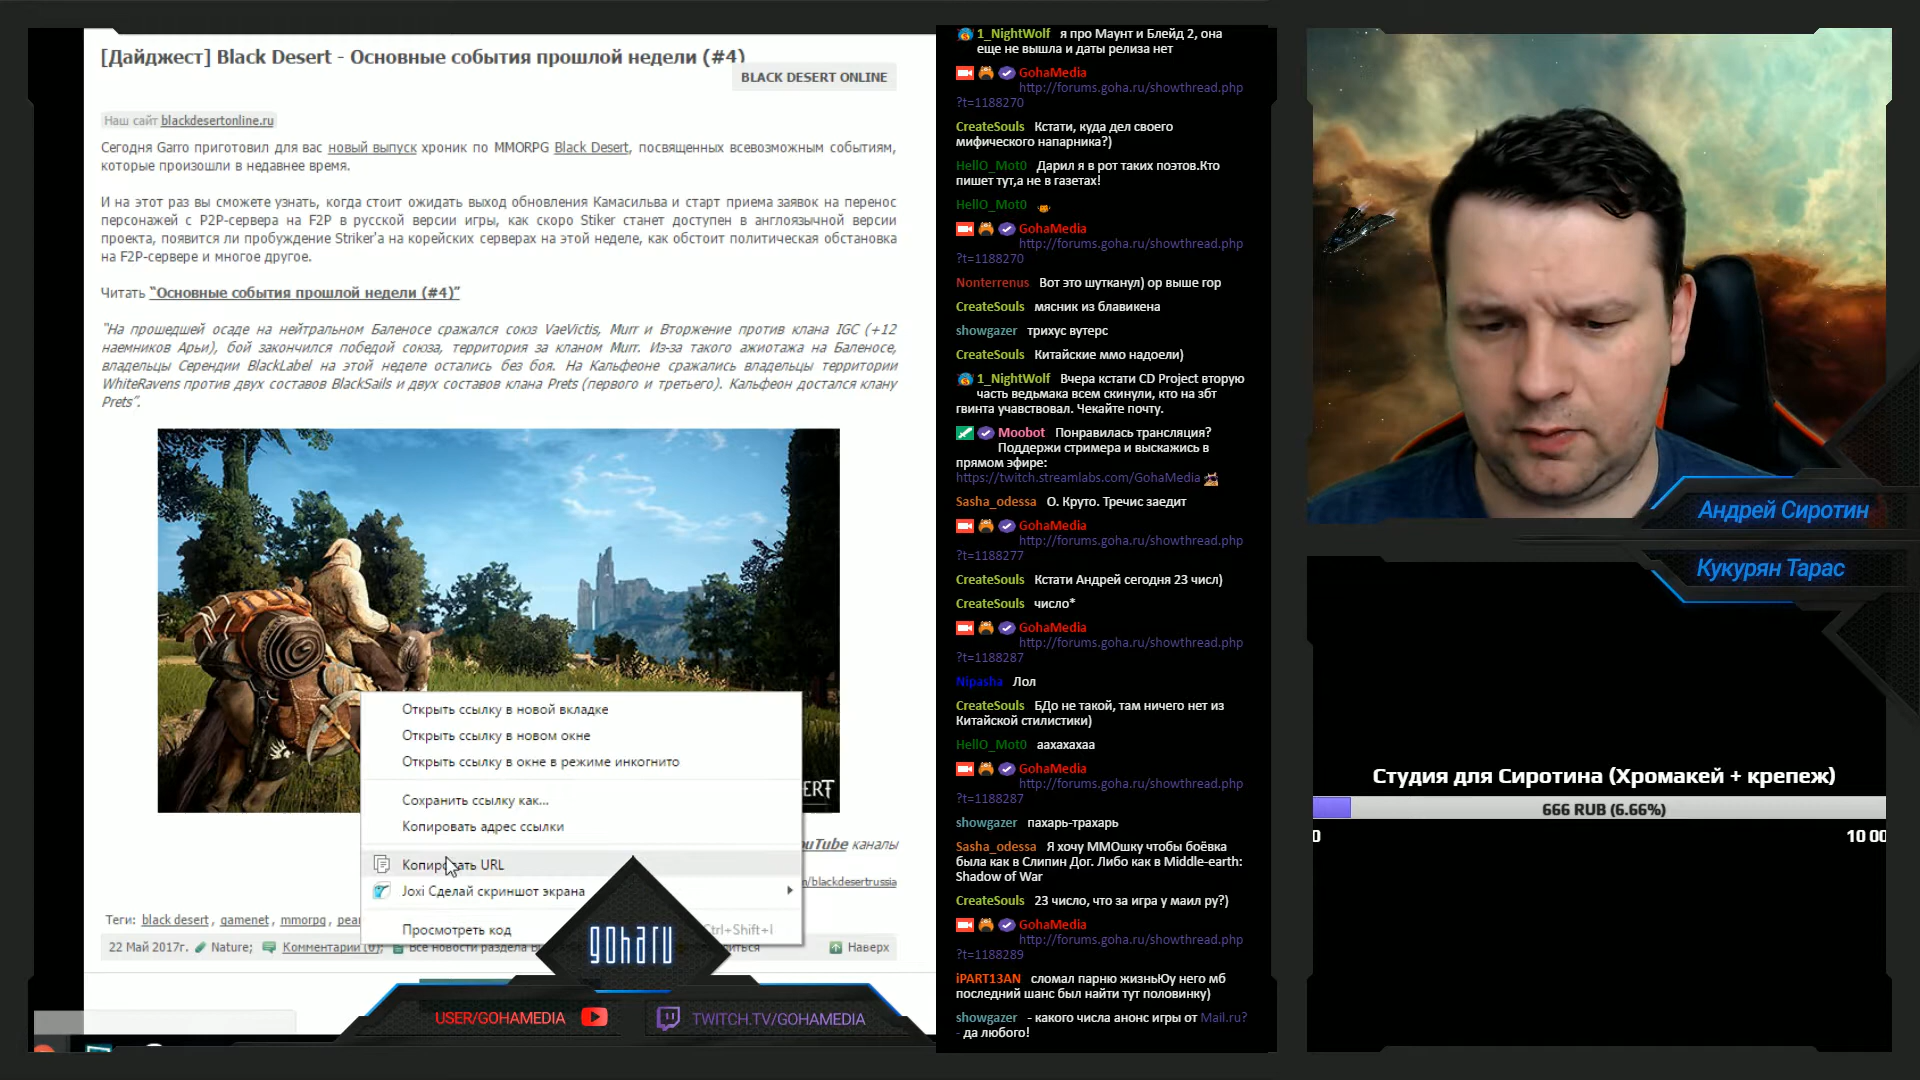 [Дайджест] Black Desert - Основные события прошлой недели (#4)
BLACK DESERT ONLINE
Наш сайт blackdesertonline.ru
Сегодня Garro приготовил для вас новый выпуск хроник по MMORPG Black Desert, посвященных всевозможным событиям,
которые произошли в недавнее время.
И на этот раз вы сможете узнать, когда стоит ожидать выход обновления Камасильва и старт приема заявок на перенос
персонажей с P2P-сервера на F2P в русской версии игры, как скоро Stiker станет доступен в англоязычной версии
проекта, появится ли пробуждение Striker'а на корейских серверах на этой неделе, как обстоит политическая обстановка
на F2P-сервере и многое другое.
Читать "Основные события прошлой недели (#4)"
"На прошедшей осаде на нейтральном Баленосе сражался союз VaeVictis, Murr и Вторжение против клана IGC (+12
наемников Арьи), бой закончился победой союза, территория за кланом Murr. Из-за такого ажиотажа на Баленосе,
владельцы Серендии BlackLabel на этой неделе остались без боя. На Кальфеоне сражались владельцы территории
WhiteRavens против двух составов BlackSails и двух составов клана Prets (первого и третьего). Кальфеон достался клану
Prets".
Открыть ссылку в новой вкладке
Открыть ссылку в новом окне
Открыть ссылку в окне в режиме инкогнито
Сохранить ссылку как...
Копировать адрес ссылки
Копировать URL
Joxi Сделай скриншот экрана
Просмотреть код
Ctrl+Shift+I
ERT
uTube каналы
/blackdesertrussia
Теги: black desert, gamenet, mmorpg, pear
22 Май 2017г. Nature; Комментарии (0); Все новости раздела
Наверх
goharu
USER/GOHAMEDIA
TWITCH.TV/GOHAMEDIA
1_NightWolf я про Маунт и Блейд 2, она
еще не вышла и даты релиза нет
GohaMedia
http://forums.goha.ru/showthread.php
?t=1188270
CreateSouls Кстати, куда дел своего
мифического напарника?)
HellO_Mot0 Дарил я в рот таких поэтов.Кто
пишет тут,а не в газетах!
HellO_Mot0
GohaMedia
http://forums.goha.ru/showthread.php
?t=1188270
Nonterrenus Вот это шутканул) ор выше гор
CreateSouls мясник из блавикена
showgazer трихус вутерс
CreateSouls Китайские ммо надоели)
1_NightWolf Вчера кстати CD Project вторую
часть ведьмака всем скинули, кто на збт
гвинта учавствовал. Чекайте почту.
Moobot Понравилась трансляция?
Поддержи стримера и выскажись в
прямом эфире:
https://twitch.streamlabs.com/GohaMedia
Sasha_odessa О. Круто. Тречис заедит
GohaMedia
http://forums.goha.ru/showthread.php
?t=1188277
CreateSouls Кстати Андрей сегодня 23 числ)
CreateSouls число*
GohaMedia
http://forums.goha.ru/showthread.php
?t=1188287
Nipasha Лол
CreateSouls БДо не такой, там ничего нет из
Китайской стилистики)
HellO_Mot0 аахахахаа
GohaMedia
http://forums.goha.ru/showthread.php
?t=1188287
showgazer пахарь-трахарь
Sasha_odessa Я хочу ММОшку чтобы боёвка
была как в Слипин Дог. Либо как в Middle-earth:
Shadow of War
CreateSouls 23 число, что за игра у маил ру?)
GohaMedia
http://forums.goha.ru/showthread.php
?t=1188289
iPART13AN сломал парню жизньЮу него мб
последний шанс был найти тут половинку)
showgazer - какого числа анонс игры от Mail.ru?
- да любого!
Андрей Сиротин
Кукурян Тарас
Студия для Сиротина (Хромакей + крепеж)
666 RUB (6.66%)
0
10 00